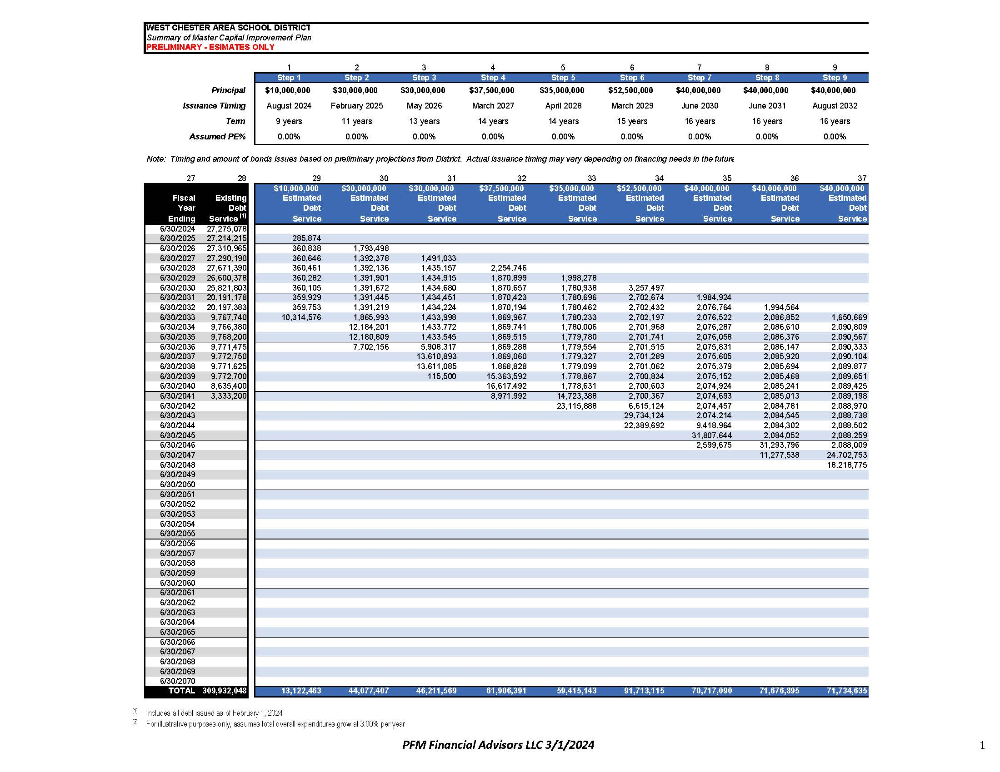 WEST CHESTER AREA SCHOOL DISTRICT
Summary of Master Capital Improvement Plan
PRELIMINARY - ESIMATES ONLY
1 2 3 4 5 6 7 8 9
Step 1 Step 2 Step 3 Step 4 Step 5 Step 6 Step 7 Step 8 Step 9
Principal $10,000,000 $30,000,000 $30,000,000 $37,500,000 $35,000,000 $52,500,000 $40,000,000 $40,000,000 $40,000,000
Issuance Timing August 2024 February 2025 May 2026 March 2027 April 2028 March 2029 June 2030 June 2031 August 2032
Term 9 years 11 years 13 years 14 years 14 years 15 years 16 years 16 years 16 years
Assumed PE% 0.00% 0.00% 0.00% 0.00% 0.00% 0.00% 0.00% 0.00% 0.00%
Note: Timing and amount of bonds issues based on preliminary projections from District. Actual issuance timing may vary depending on financing needs in the future
27 28 29 30 31 32 33 34 35 36 37
$10,000,000 $30,000,000 $30,000,000 $37,500,000 $35,000,000 $52,500,000 $40,000,000 $40,000,000 $40,000,000
Fiscal Existing Estimated Estimated Estimated Estimated Estimated Estimated Estimated Estimated Estimated
Year Debt Debt Debt Debt Debt Debt Debt Debt Debt Debt
Ending Service [1] Service Service Service Service Service Service Service Service Service
6/30/2024 27,275,078
6/30/2025 27,214,215 285,874
6/30/2026 27,310,965 360,838 1,793,498
6/30/2027 27,290,190 360,646 1,392,378 1,491,033
6/30/2028 27,671,390 360,461 1,392,136 1,435,157 2,254,746
6/30/2029 26,600,378 360,282 1,391,901 1,434,915 1,870,899 1,998,278
6/30/2030 25,821,803 360,105 1,391,672 1,434,680 1,870,657 1,780,938 3,257,497
6/30/2031 20,191,178 359,929 1,391,445 1,434,451 1,870,423 1,780,696 2,702,674 1,984,924
6/30/2032 20,197,383 359,753 1,391,219 1,434,224 1,870,194 1,780,462 2,702,432 2,076,764 1,994,564
6/30/2033 9,767,740 10,314,576 1,865,993 1,433,998 1,869,967 1,780,233 2,702,197 2,076,522 2,086,852 1,650,669
6/30/2034 9,766,380 12,184,201 1,433,772 1,869,741 1,780,006 2,701,968 2,076,287 2,086,610 2,090,809
6/30/2035 9,768,200 12,180,809 1,433,545 1,869,515 1,779,780 2,701,741 2,076,058 2,086,376 2,090,567
6/30/2036 9,771,475 7,702,156 5,908,317 1,869,288 1,779,554 2,701,515 2,075,831 2,086,147 2,090,333
6/30/2037 9,772,750 13,610,893 1,869,060 1,779,327 2,701,289 2,075,605 2,085,920 2,090,104
6/30/2038 9,771,625 13,611,085 1,868,828 1,779,099 2,701,062 2,075,379 2,085,694 2,089,877
6/30/2039 9,772,700 115,500 15,363,592 1,778,867 2,700,834 2,075,152 2,085,468 2,089,651
6/30/2040 8,635,400 16,617,492 1,778,631 2,700,603 2,074,924 2,085,241 2,089,425
6/30/2041 3,333,200 8,971,992 14,723,388 2,700,367 2,074,693 2,085,013 2,089,198
6/30/2042 23,115,888 6,615,124 2,074,457 2,084,781 2,088,970
6/30/2043 29,734,124 2,074,214 2,084,545 2,088,738
6/30/2044 22,389,692 9,418,964 2,084,302 2,088,502
6/30/2045 31,807,644 2,084,052 2,088,259
6/30/2046 2,599,675 31,293,796 2,088,009
6/30/2047 11,277,538 24,702,753
6/30/2048 18,218,775
6/30/2049
6/30/2050
6/30/2051
6/30/2052
6/30/2053
6/30/2054
6/30/2055
6/30/2056
6/30/2057
6/30/2058
6/30/2059
6/30/2060
6/30/2061
6/30/2062
6/30/2063
6/30/2064
6/30/2065
6/30/2066
6/30/2067
6/30/2068
6/30/2069
6/30/2070
TOTAL 309,932,048 13,122,463 44,077,407 46,211,569 61,906,391 59,415,143 91,713,115 70,717,090 71,676,895 71,734,635
[1] Includes all debt issued as of February 1, 2024
[2] For illustrative purposes only, assumes total overall expenditures grow at 3.00% per year
PFM Financial Advisors LLC 3/1/2024
1